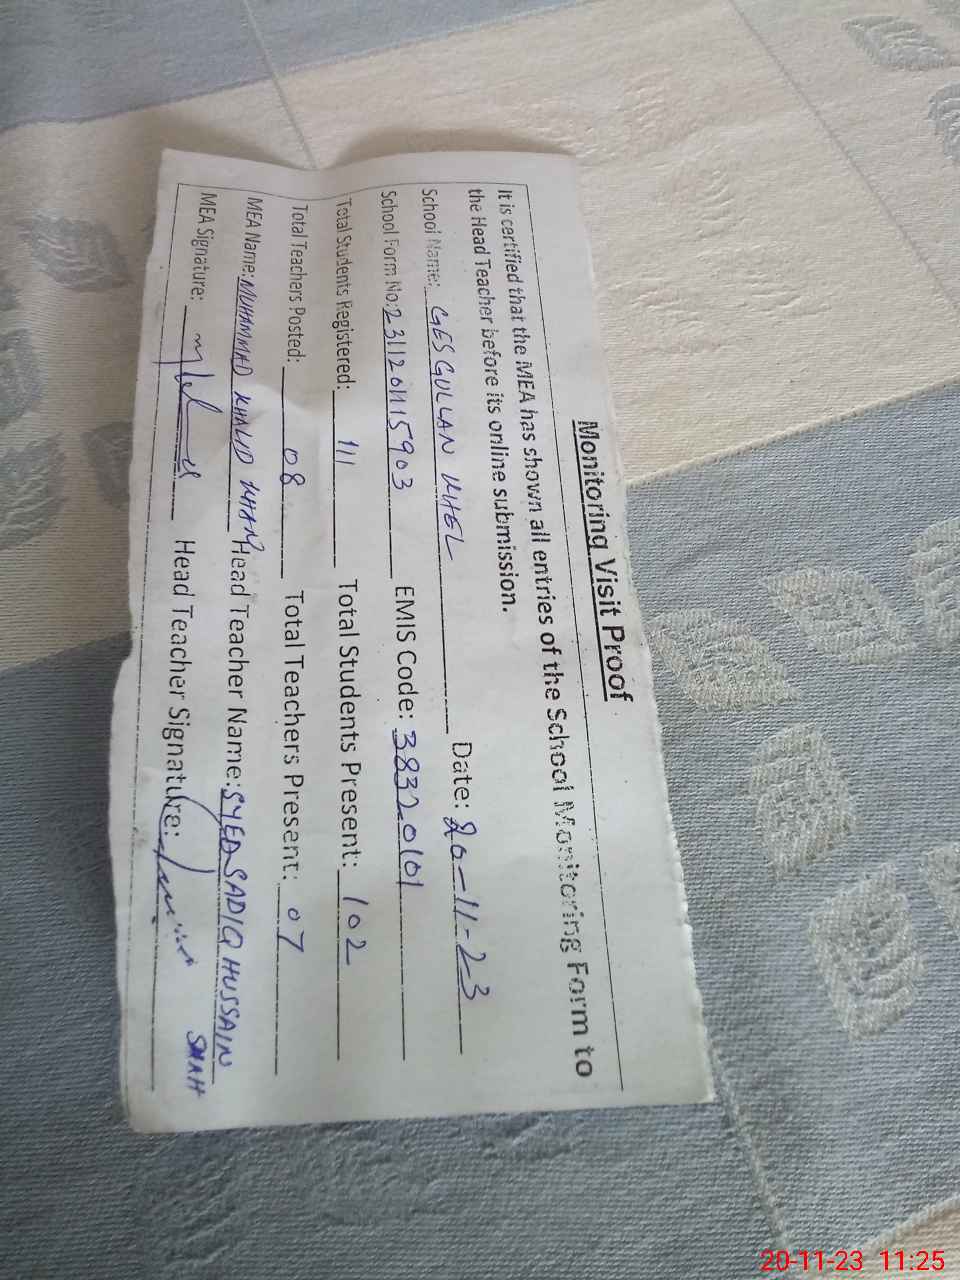 Monitoring Visit Proof
It is certified that the MEA has shown all entries of the School Monitoring Form to
the Head Teacher before its online submission.
School Name: GES GULLAN KHEL Date: 20-11-23
School Form No: 2311201115903 EMIS Code: 38320101
Total Students Registered: 111 Total Students Present: 102
Total Teachers Posted: 08 Total Teachers Present: 07
MEA Name: MUHAMMAD KHALID KHAN Head Teacher Name: SYED SADIQ HUSSAIN
SHAH
MEA Signature: Head Teacher Signature:
20-11-23 11:25